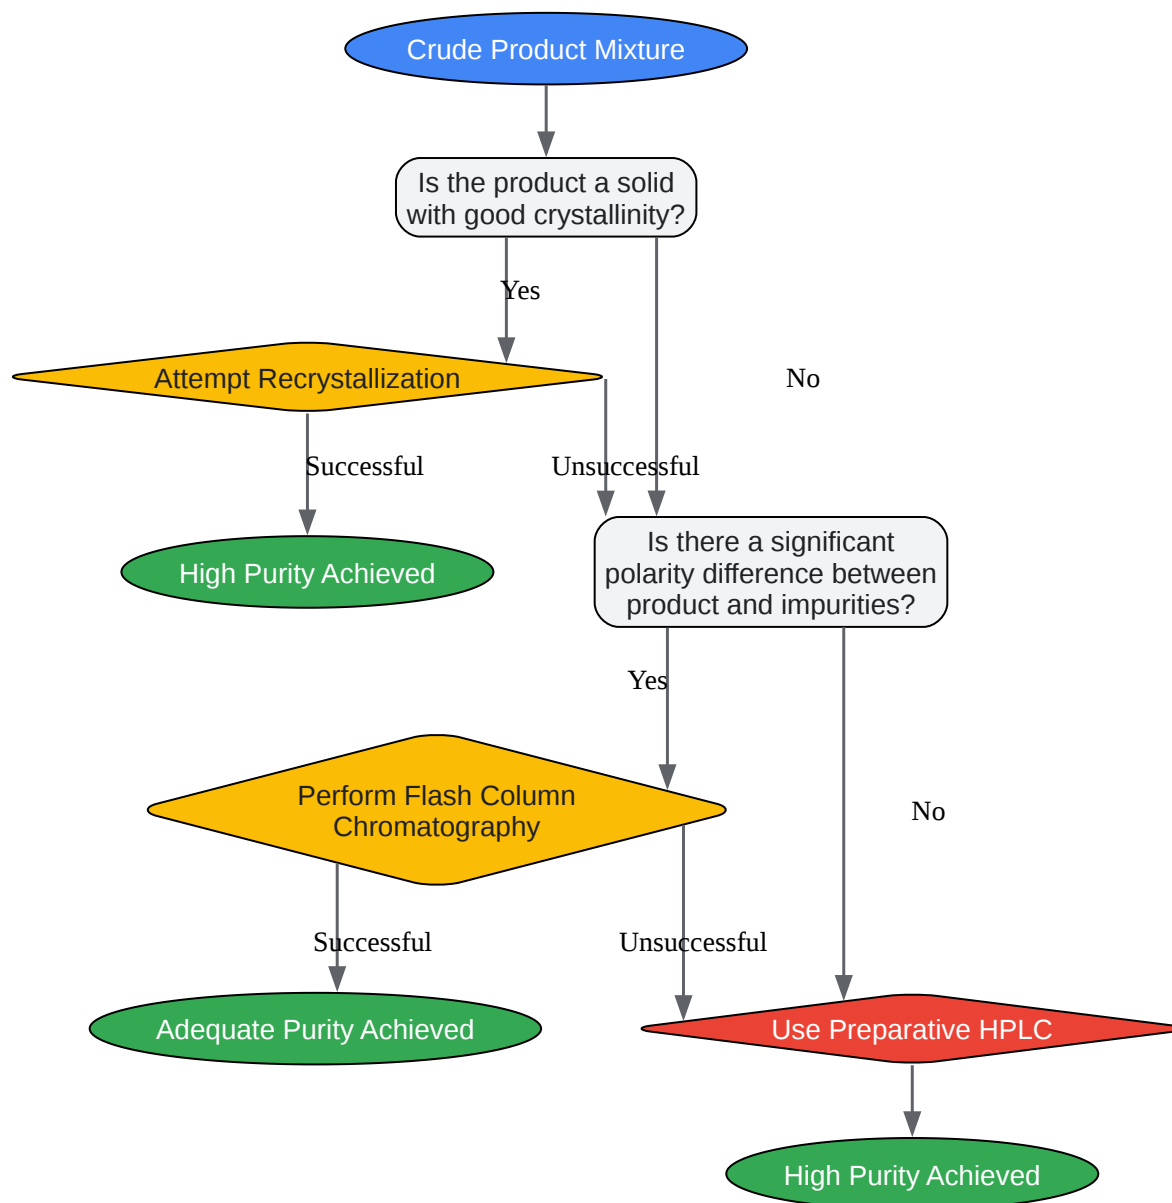 Crude Product Mixture
Is the product a solid
with good crystallinity?
Yes
Attempt Recrystallization
No
Successful
Unsuccessful
High Purity Achieved
Is there a significant
polarity difference between
product and impurities?
Yes
Perform Flash Column
Chromatography
No
Successful
Unsuccessful
Adequate Purity Achieved
Use Preparative HPLC
High Purity Achieved